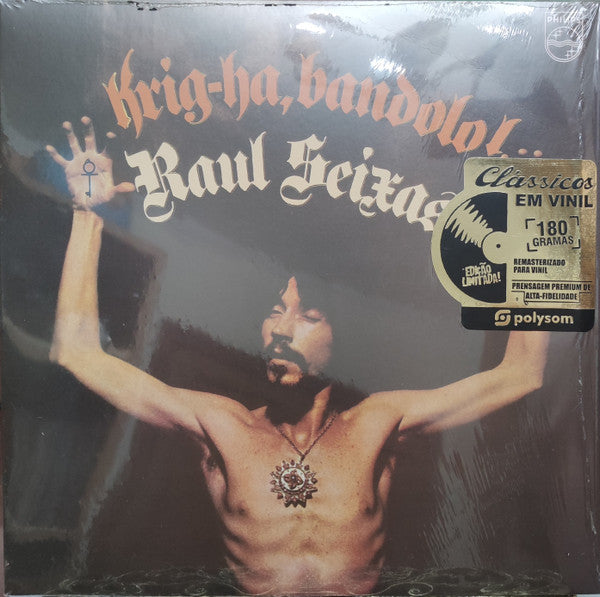 PHILIPS
Krig-ha, bandolo!...
Raul Seixas
Clássicos
EM VINIL
180
GRAMAS
EDIÇÃO
LIMITADA!
REMASTERIZADO
PARA VINIL
PRENSAGEM PREMIUM DE
ALTA-FIDELIDADE
polysom